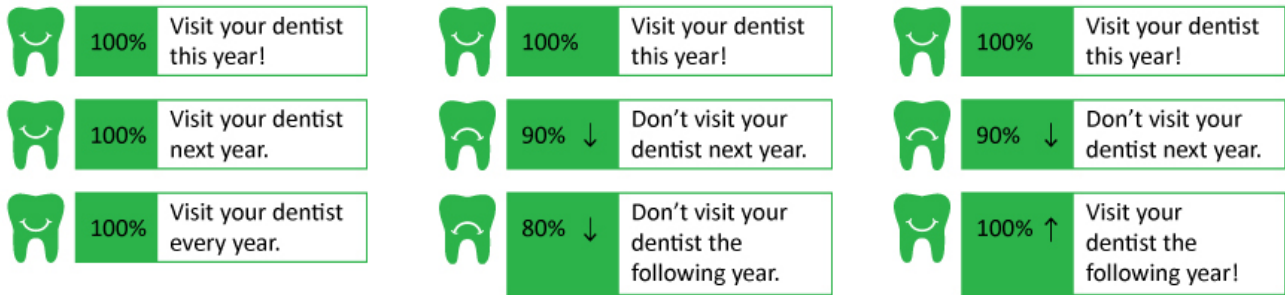 100% Visit your dentist
this year!
100% Visit your dentist
next year.
100% Visit your dentist
every year.
100% Visit your dentist
this year!
90% ↓ Don't visit your
dentist next year.
80% ↓ Don't visit your
dentist the
following year.
100% Visit your dentist
this year!
90% ↓ Don't visit your
dentist next year.
100% ↑ Visit your
dentist the
following year!